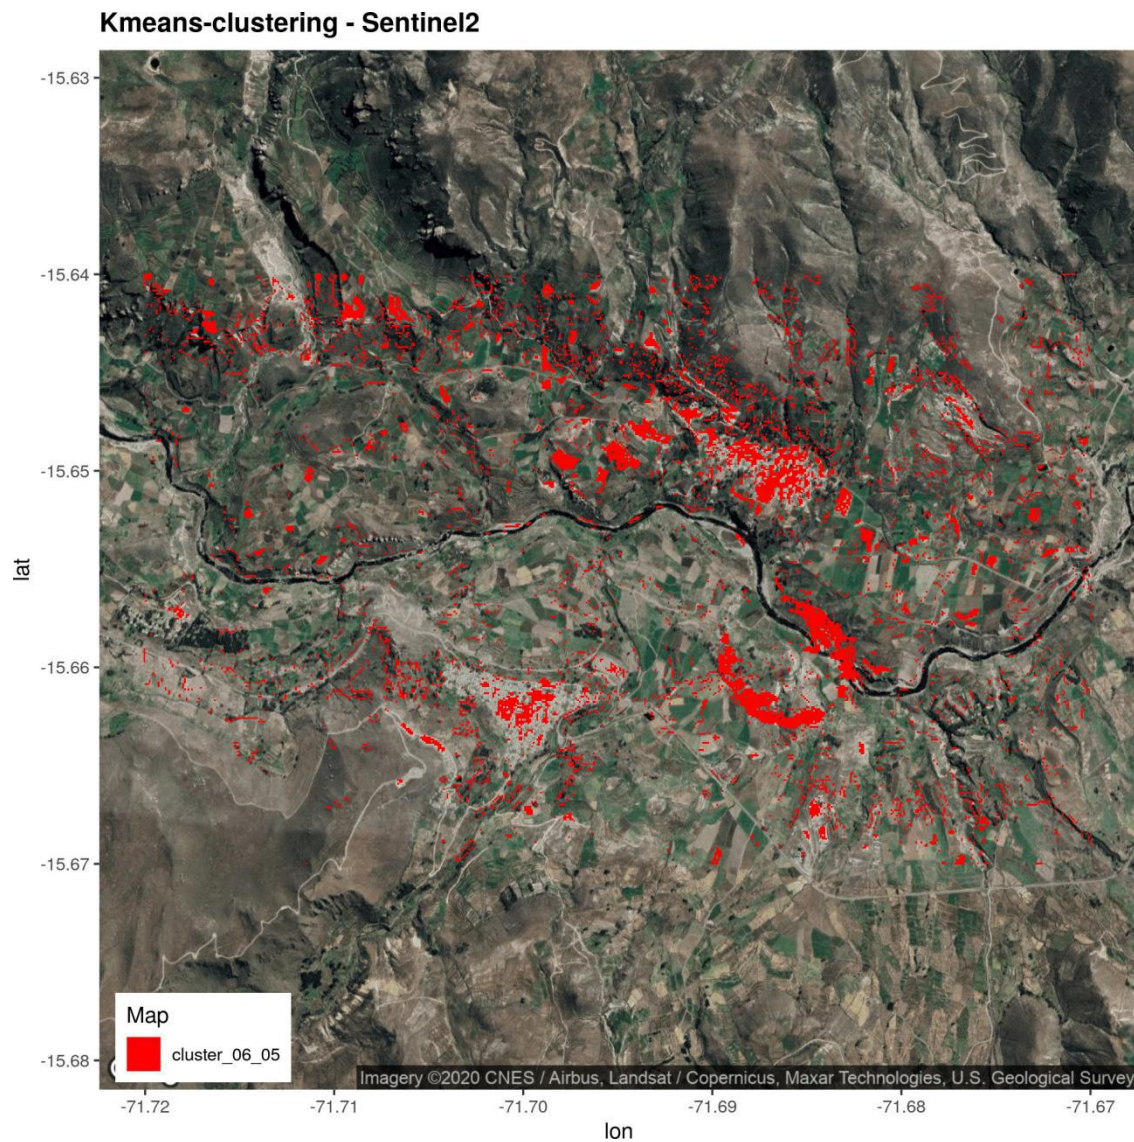 Kmeans-clustering - Sentinel2
-15.63
-15.64
-15.65
-15.66
-15.67
-15.68
lat
Map
cluster_06_05
Imagery ©2020 CNES / Airbus, Landsat / Copernicus, Maxar Technologies, U.S. Geological Survey
-71.72 -71.71 -71.70 -71.69 -71.68 -71.67
lon